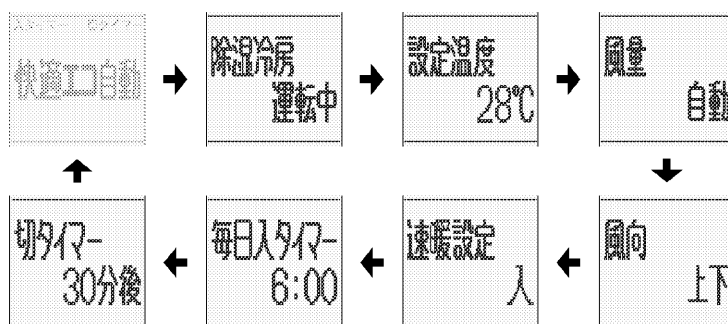 快適エコ自動
除湿冷房
運転中
設定温度
28℃
風量
自動
切タイマー
30分後
毎日入タイマー
6:00
速暖設定
入
風向
上下